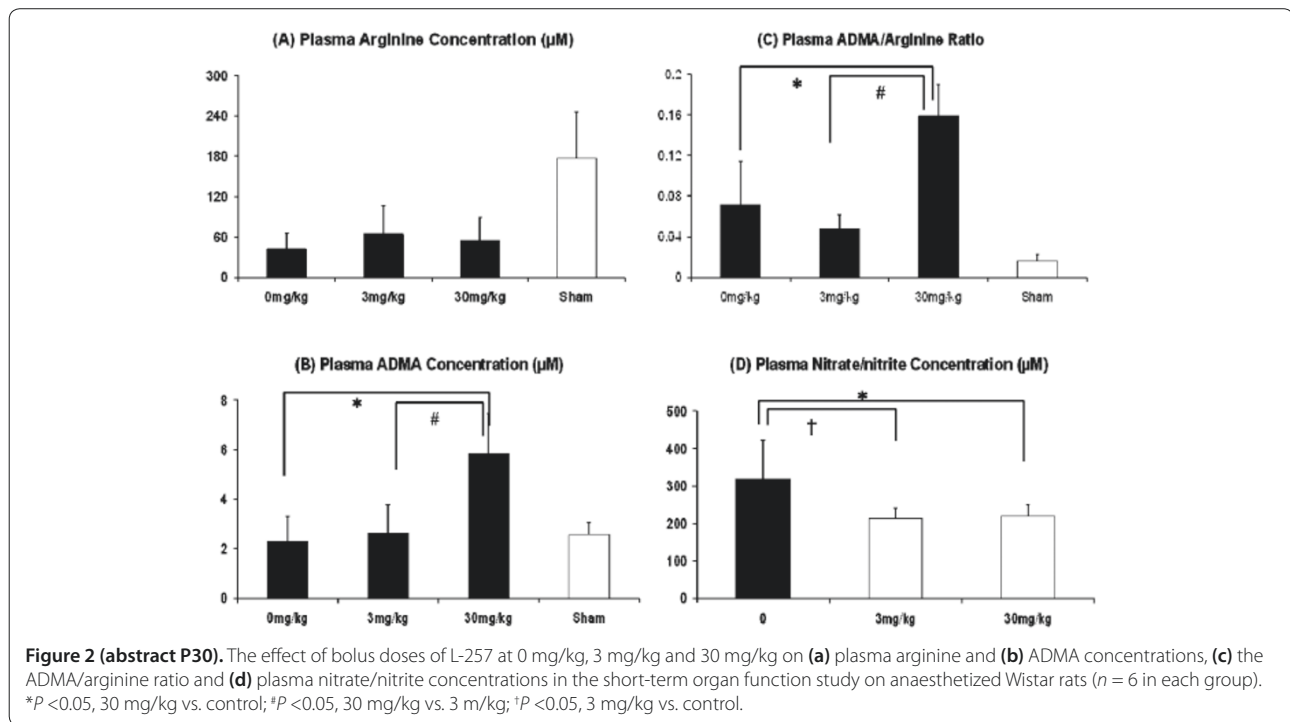 (A) Plasma Arginine Concentration (µM)
300
240
180
120
60
0
0mg/kg 3mg/kg 30mg/kg Sham
(C) Plasma ADMA/Arginine Ratio
0.2
0.16
0.12
0.08
0.04
0
* #
0mg/kg 3mg/kg 30mg/kg Sham
(B) Plasma ADMA Concentration (µM)
8
6
4
2
0
* #
0mg/kg 3mg/kg 30mg/kg Sham
(D) Plasma Nitrate/nitrite Concentration (µM)
500
400
300
200
100
0
* †
0 3mg/kg 30mg/kg
Figure 2 (abstract P30). The effect of bolus doses of L-257 at 0 mg/kg, 3 mg/kg and 30 mg/kg on (a) plasma arginine and (b) ADMA concentrations, (c) the
ADMA/arginine ratio and (d) plasma nitrate/nitrite concentrations in the short-term organ function study on anaesthetized Wistar rats (n = 6 in each group).
*P <0.05, 30 mg/kg vs. control; #P <0.05, 30 mg/kg vs. 3 m/kg; †P <0.05, 3 mg/kg vs. control.